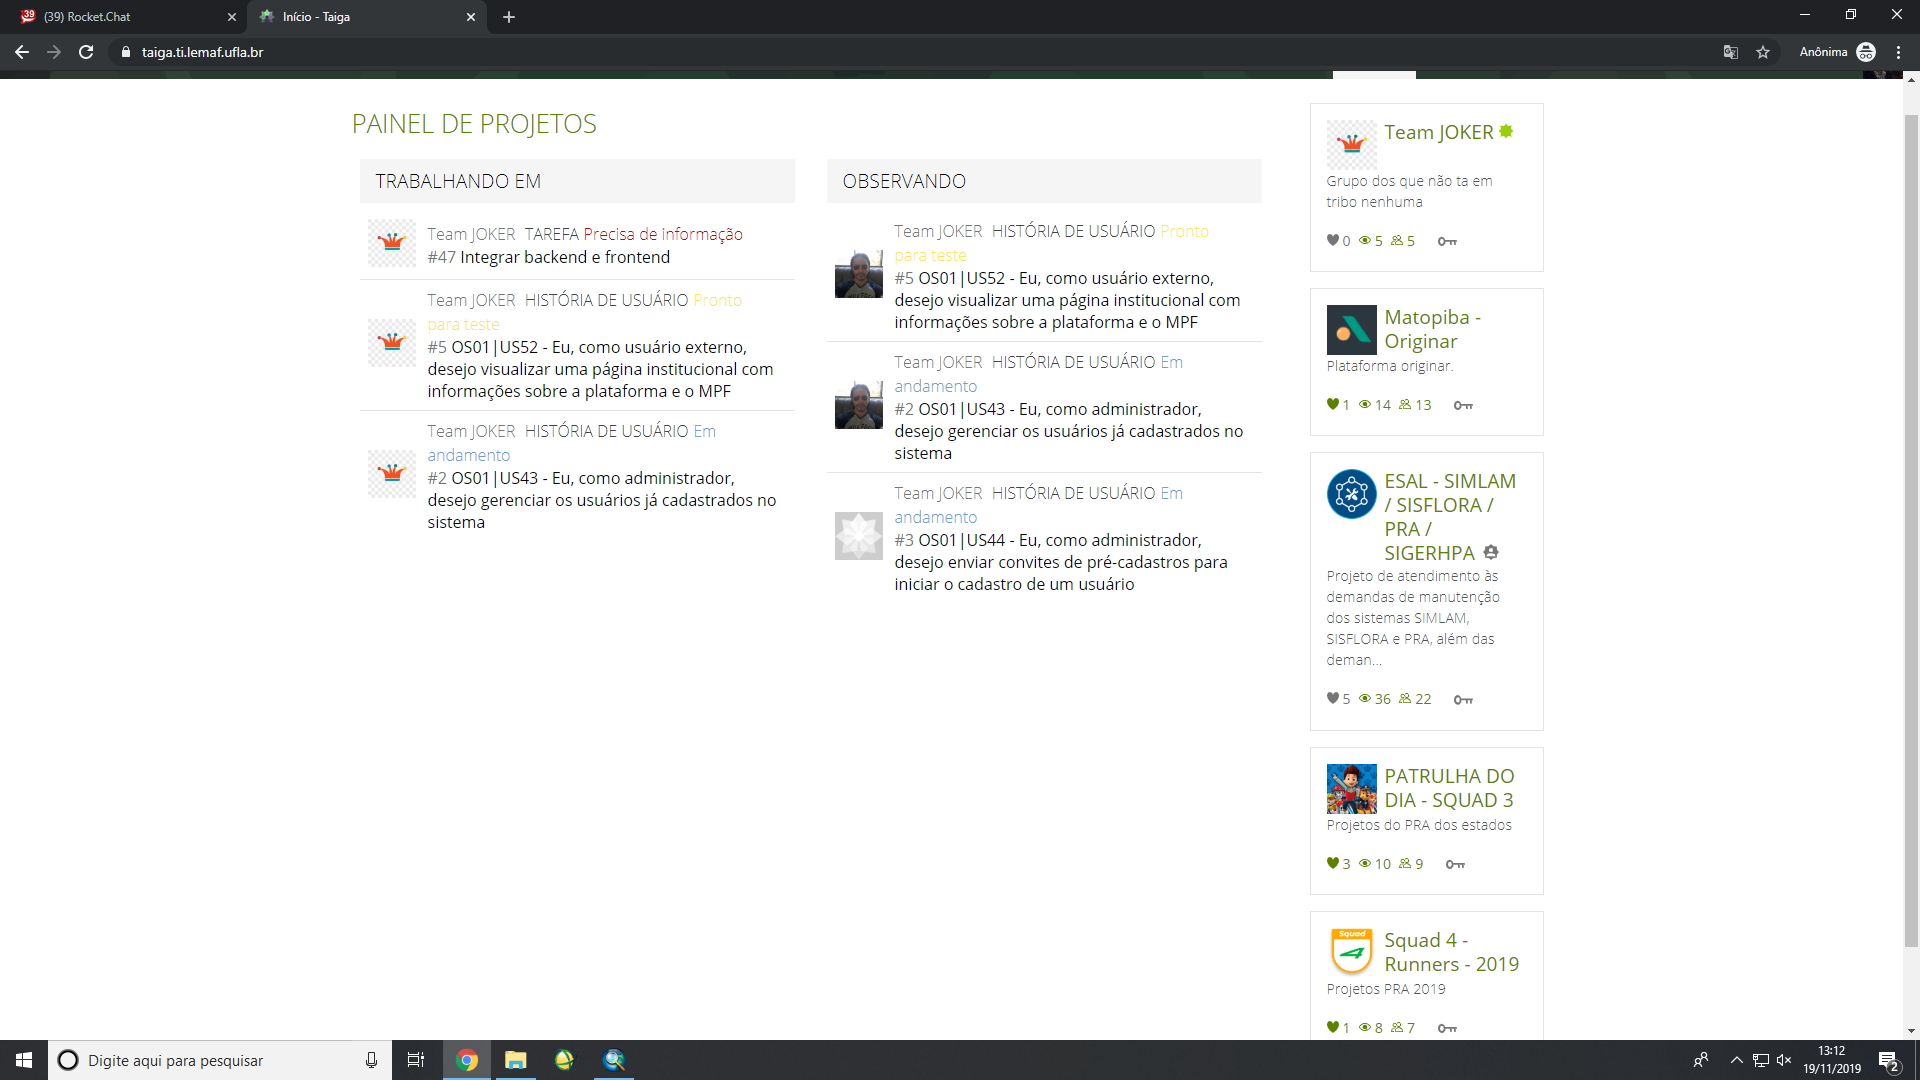 (39) Rocket.Chat
Início - Taiga
taiga.ti.lemaf.ufla.br
Anônima
PAINEL DE PROJETOS
TRABALHANDO EM
Team JOKER TAREFA Precisa de informação
#47 Integrar backend e frontend
Team JOKER HISTÓRIA DE USUÁRIO Pronto
para teste
#5 OS01|US52 - Eu, como usuário externo,
desejo visualizar uma página institucional com
informações sobre a plataforma e o MPF
Team JOKER HISTÓRIA DE USUÁRIO Em
andamento
#2 OS01|US43 - Eu, como administrador,
desejo gerenciar os usuários já cadastrados no
sistema
OBSERVANDO
Team JOKER HISTÓRIA DE USUÁRIO Pronto
para teste
#5 OS01|US52 - Eu, como usuário externo,
desejo visualizar uma página institucional com
informações sobre a plataforma e o MPF
Team JOKER HISTÓRIA DE USUÁRIO Em
andamento
#2 OS01|US43 - Eu, como administrador,
desejo gerenciar os usuários já cadastrados no
sistema
Team JOKER HISTÓRIA DE USUÁRIO Em
andamento
#3 OS01|US44 - Eu, como administrador,
desejo enviar convites de pré-cadastros para
iniciar o cadastro de um usuário
Team JOKER
Grupo dos que não ta em
tribo nenhuma
0 5 5
Matopiba -
Originar
Plataforma originar.
1 14 13
ESAL - SIMLAM
/ SISFLORA /
PRA /
SIGERHPA
Projeto de atendimento às
demandas de manutenção
dos sistemas SIMLAM,
SISFLORA e PRA, além das
deman...
5 36 22
PATRULHA DO
DIA - SQUAD 3
Projetos do PRA dos estados
3 10 9
Squad
4
Squad 4 -
Runners - 2019
Projetos PRA 2019
1 8 7
Digite aqui para pesquisar
13:12
19/11/2019
2